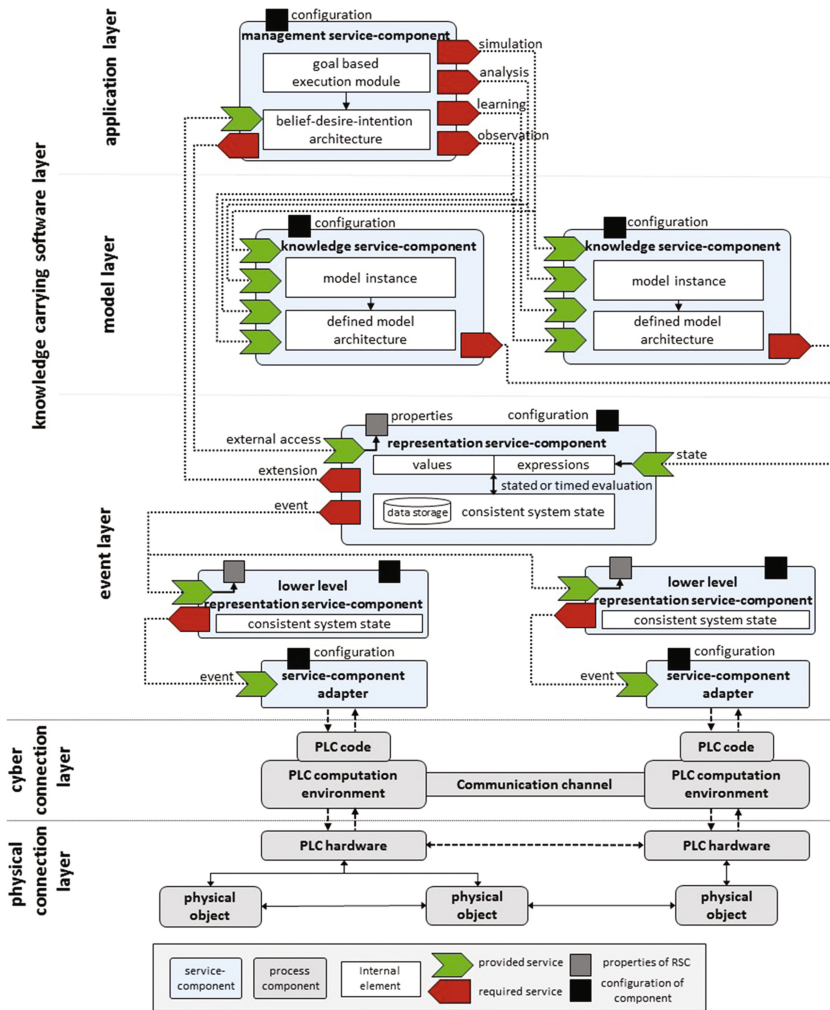 knowledge carrying software layer
application layer
configuration
management service-component
goal based
execution module
belief-desire-intention
architecture
simulation
analysis
learning
observation
model layer
configuration
knowledge service-component
model instance
defined model
architecture
configuration
knowledge service-component
model instance
defined model
architecture
event layer
properties
configuration
external access
representation service-component
values
expressions
state
extension
stated or timed evaluation
event
data storage
consistent system state
lower level
representation service-component
consistent system state
lower level
representation service-component
consistent system state
configuration
event
service-component
adapter
configuration
event
service-component
adapter
cyber
connection
layer
PLC code
PLC computation
environment
Communication channel
PLC code
PLC computation
environment
physical
connection
layer
PLC hardware
PLC hardware
physical
object
physical
object
physical
object
service-
component
process
component
Internal
element
provided service
required service
properties of RSC
configuration of
component